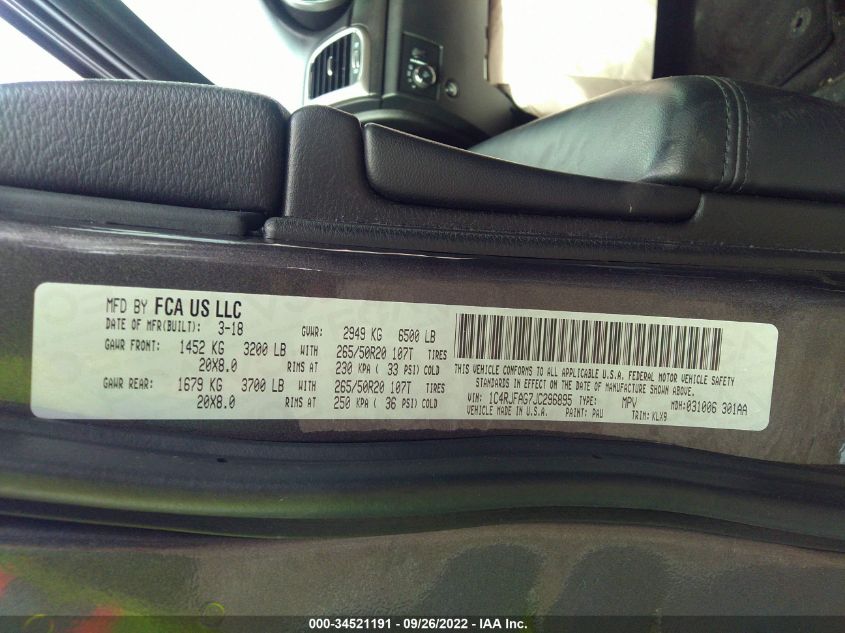 MFD BY FCA US LLC
DATE OF MFR(BUILT): 3-18 GVWR: 2949 KG 6500 LB
GAWR FRONT: 1452 KG 3200 LB WITH 265/50R20 107T TIRES
20X8.0 RIMS AT 230 KPA ( 33 PSI) COLD
GAWR REAR: 1679 KG 3700 LB WITH 265/50R20 107T TIRES
20X8.0 RIMS AT 250 KPA ( 36 PSI) COLD
THIS VEHICLE CONFORMS TO ALL APPLICABLE U.S.A. FEDERAL MOTOR VEHICLE SAFETY
STANDARDS IN EFFECT ON THE DATE OF MANUFACTURE SHOWN ABOVE.
VIN: 1C4RJFAG7JC296895 TYPE: MPV MDH:031006 301AA
VEHICLE MADE IN U.S.A. PAINT: PAU TRIM: KLX9
000-34521191 - 09/26/2022 - IAA Inc.